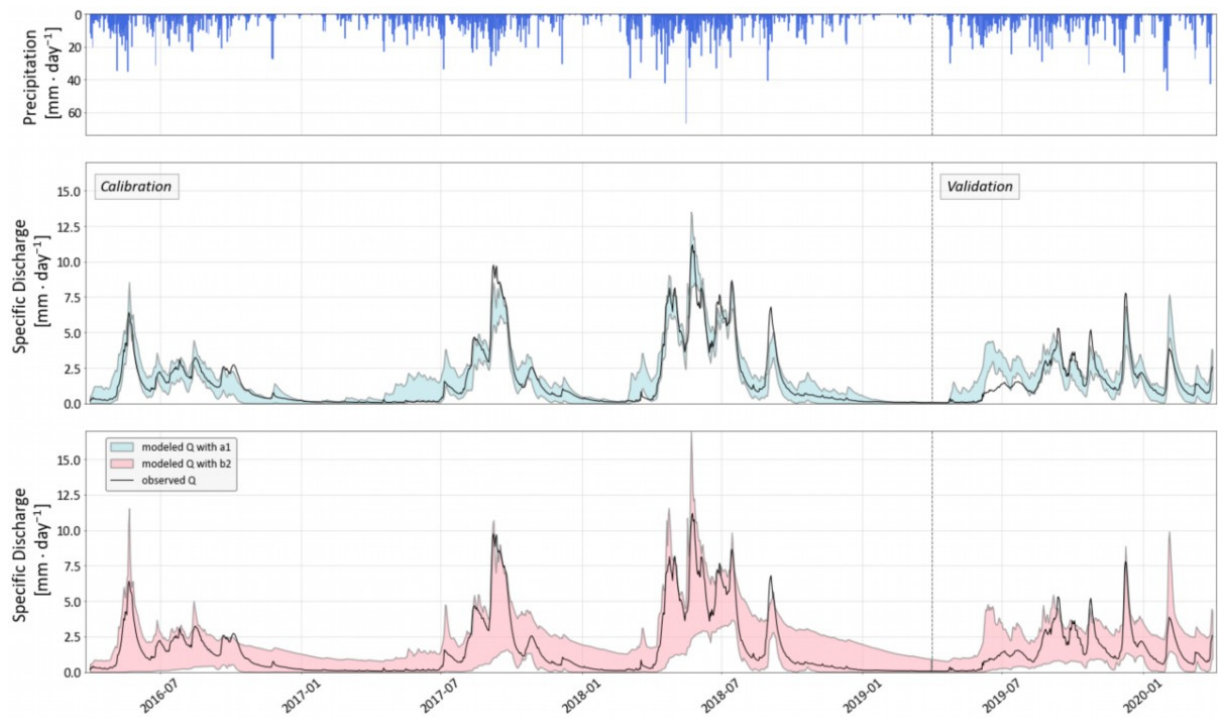 0
20
40
60
Precipitation
[mm · day⁻¹]
Calibration
Validation
15.0
12.5
10.0
7.5
5.0
2.5
0.0
Specific Discharge
[mm · day⁻¹]
modeled Q with a1
modeled Q with b2
observed Q
15.0
12.5
10.0
7.5
5.0
2.5
0.0
Specific Discharge
[mm · day⁻¹]
2016-07
2017-01
2017-07
2018-01
2018-07
2019-01
2019-07
2020-01